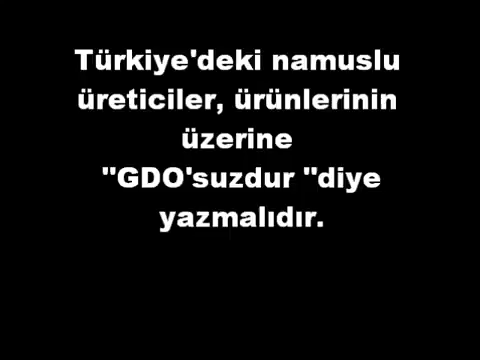 Türkiye'deki namuslu
üreticiler, ürünlerinin
üzerine
"GDO'suzdur "diye
yazmalıdır.